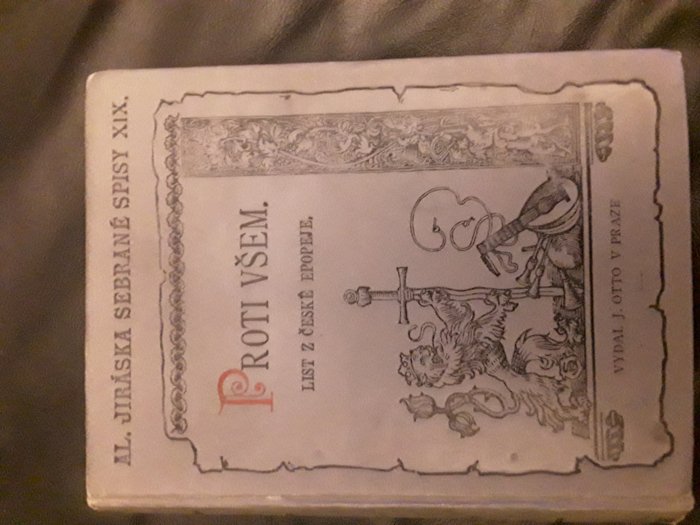 AL. JIRÁSKA SEBRANÉ SPISY XIX.
PROTI VŠEM.
LIST Z ČESKÉ EPOPEJE.
VYDAL J. OTTO V PRAZE